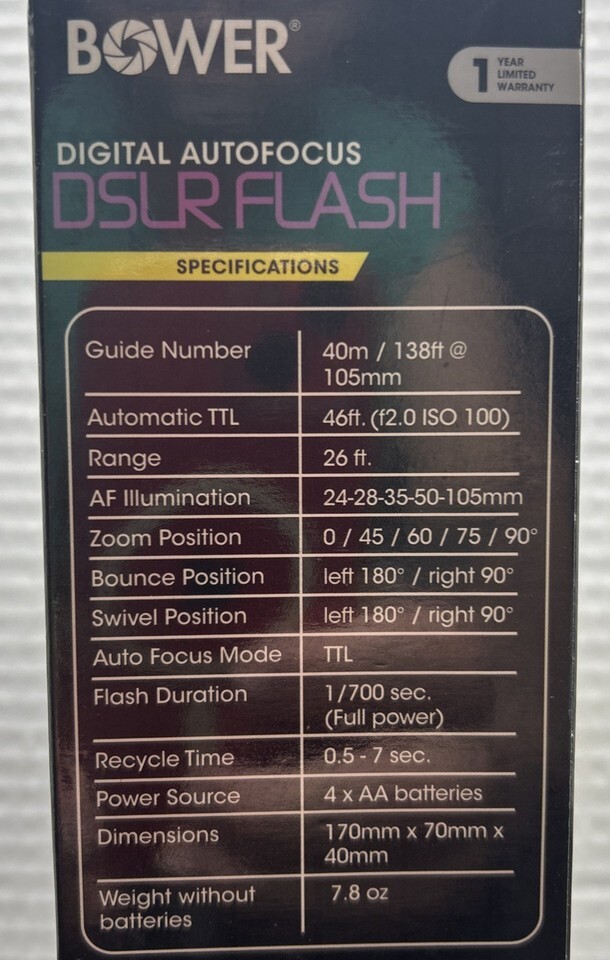 BOWER®
1 YEAR
LIMITED
WARRANTY
DIGITAL AUTOFOCUS
DSLR FLASH
SPECIFICATIONS
Guide Number 40m / 138ft @
105mm
Automatic TTL 46ft. (f2.0 ISO 100)
Range 26 ft.
AF Illumination 24-28-35-50-105mm
Zoom Position 0 / 45 / 60 / 75 / 90°
Bounce Position left 180° / right 90°
Swivel Position left 180° / right 90°
Auto Focus Mode TTL
Flash Duration 1/700 sec.
(Full power)
Recycle Time 0.5 - 7 sec.
Power Source 4 x AA batteries
Dimensions 170mm x 70mm x
40mm
Weight without 7.8 oz
batteries